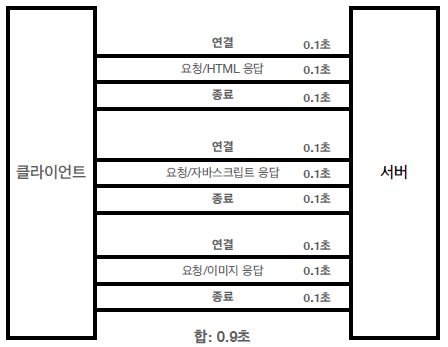 연결 0.1초
요청/HTML 응답 0.1초
종료 0.1초
연결 0.1초
클라이언트
요청/자바스크립트 응답 0.1초
서버
종료 0.1초
연결 0.1초
요청/이미지 응답 0.1초
종료 0.1초
합: 0.9초